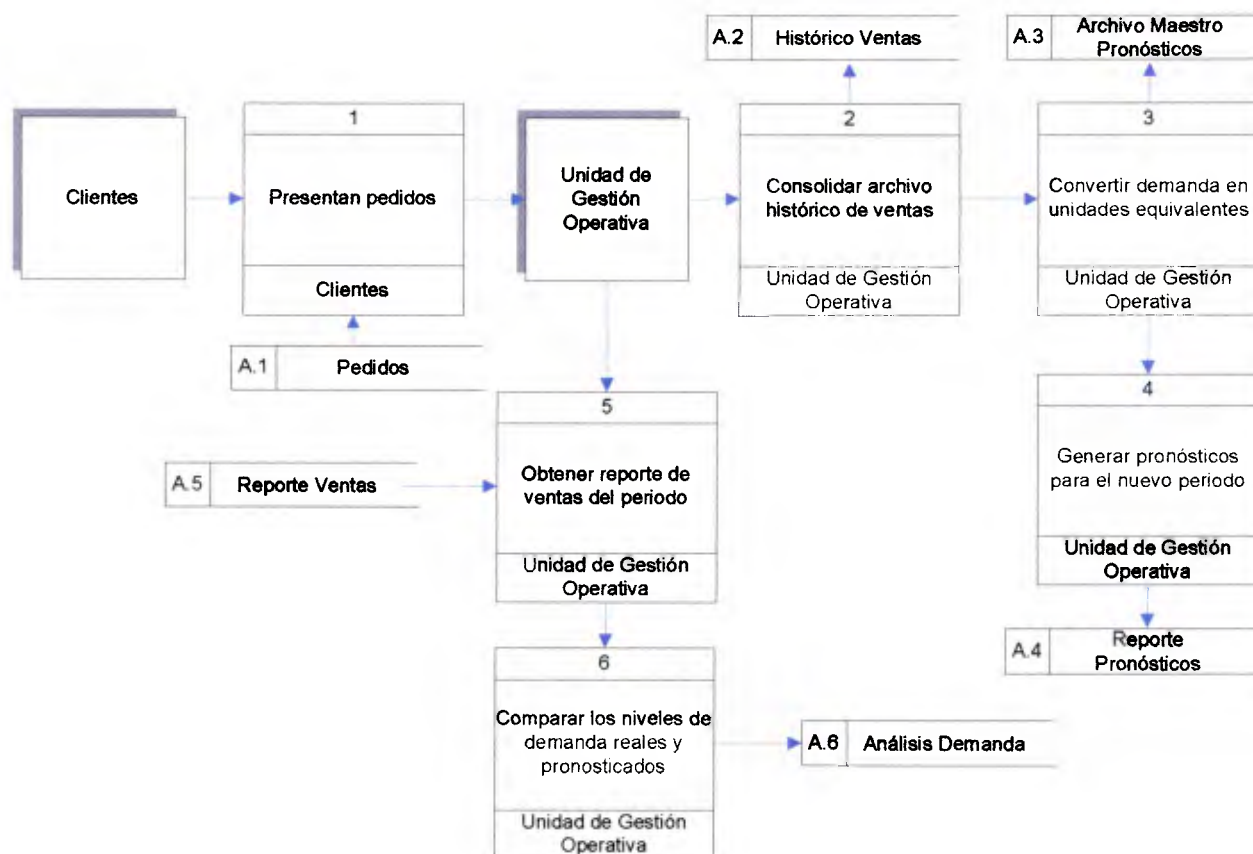 A.2 Histórico Ventas
A.3 Archivo Maestro
Pronósticos
Clientes
1
Presentan pedidos
Clientes
A.1 Pedidos
Unidad de
Gestión
Operativa
2
Consolidar archivo
histórico de ventas
Unidad de Gestión
Operativa
3
Convertir demanda en
unidades equivalentes
Unidad de Gestión
Operativa
4
Generar pronósticos
para el nuevo periodo
Unidad de Gestión
Operativa
A.4 Reporte
Pronósticos
A.5 Reporte Ventas
5
Obtener reporte de
ventas del periodo
Unidad de Gestión
Operativa
6
Comparar los niveles de
demanda reales y
pronosticados
Unidad de Gestión
Operativa
A.6 Análisis Demanda